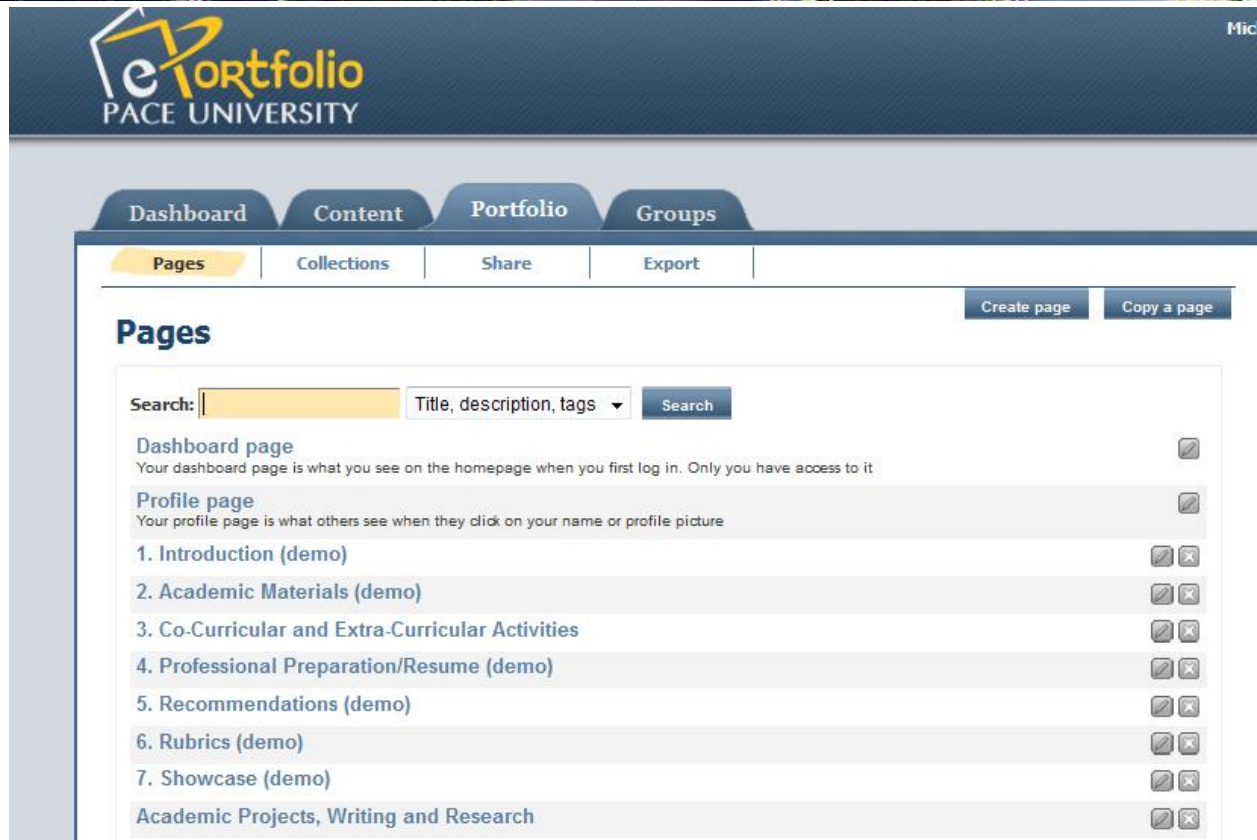 Mic
ePortfolio
PACE UNIVERSITY
Dashboard Content Portfolio Groups
Pages Collections Share Export
Create page Copy a page
Pages
Search: Title, description, tags Search
Dashboard page
Your dashboard page is what you see on the homepage when you first log in. Only you have access to it
Profile page
Your profile page is what others see when they click on your name or profile picture
1. Introduction (demo)
2. Academic Materials (demo)
3. Co-Curricular and Extra-Curricular Activities
4. Professional Preparation/Resume (demo)
5. Recommendations (demo)
6. Rubrics (demo)
7. Showcase (demo)
Academic Projects, Writing and Research